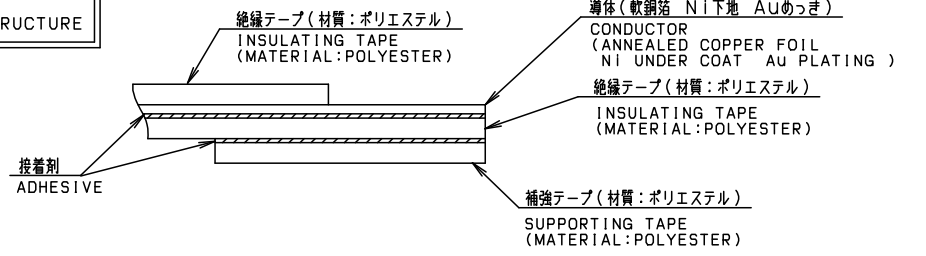 RUCTURE
絶縁テープ(材質:ポリエステル)
INSULATING TAPE
(MATERIAL:POLYESTER)
導体(軟銅箔 Ni下地 Auめっき)
CONDUCTOR
(ANNEALED COPPER FOIL
Ni UNDER COAT Au PLATING )
絶縁テープ(材質:ポリエステル)
INSULATING TAPE
(MATERIAL:POLYESTER)
接着剤
ADHESIVE
補強テープ(材質:ポリエステル)
SUPPORTING TAPE
(MATERIAL:POLYESTER)